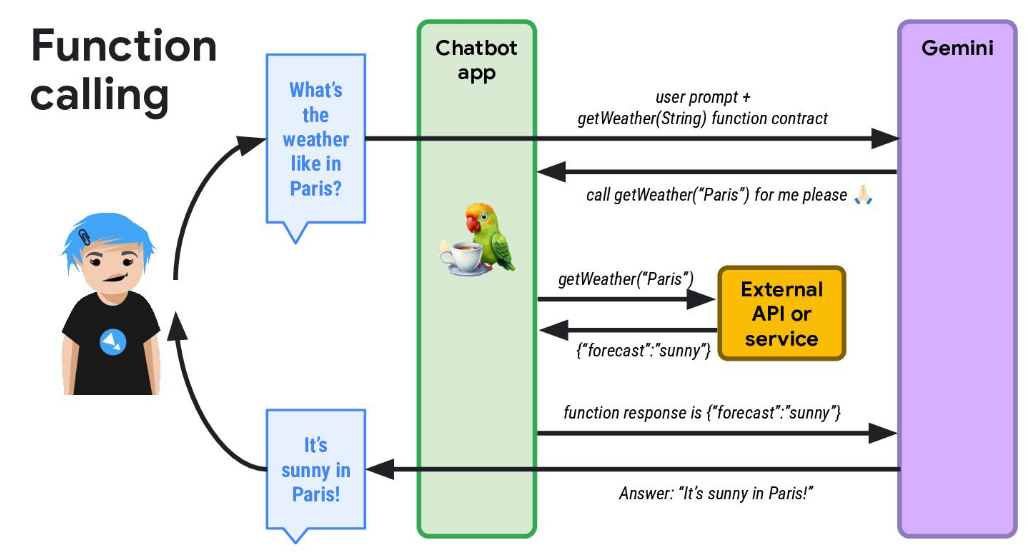 Function
calling
What's
the
weather
like in
Paris?
Chatbot
app
Gemini
user prompt +
getWeather(String) function contract
call getWeather(“Paris”) for me please 🙏🏻
getWeather(“Paris”)
External
API or
service
{“forecast”:”sunny”}
function response is {“forecast”:”sunny”}
It's
sunny in
Paris!
Answer: “It’s sunny in Paris!”